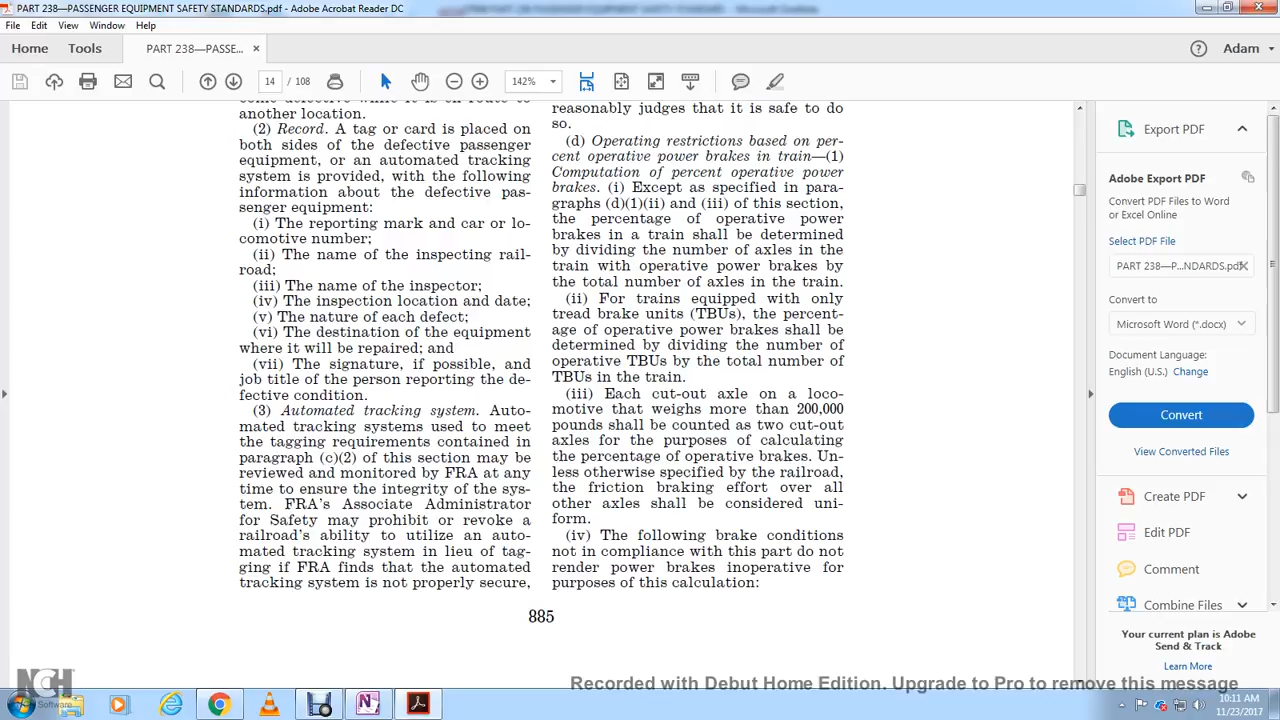 PART 238—PASSENGER EQUIPMENT SAFETY STANDARDS.pdf - Adobe Acrobat Reader DC
File Edit View Window Help
Home Tools PART 238—PASSE... ×
Adam
14 / 108
142%
another location.
(2) Record. A tag or card is placed on
both sides of the defective passenger
equipment, or an automated tracking
system is provided, with the following
information about the defective pas-
senger equipment:
(i) The reporting mark and car or lo-
comotive number;
(ii) The name of the inspecting rail-
road;
(iii) The name of the inspector;
(iv) The inspection location and date;
(v) The nature of each defect;
(vi) The destination of the equipment
where it will be repaired; and
(vii) The signature, if possible, and
job title of the person reporting the de-
fective condition.
(3) Automated tracking system. Auto-
mated tracking systems used to meet
the tagging requirements contained in
paragraph (c)(2) of this section may be
reviewed and monitored by FRA at any
time to ensure the integrity of the sys-
tem. FRA's Associate Administrator
for Safety may prohibit or revoke a
railroad's ability to utilize an auto-
mated tracking system in lieu of tag-
ging if FRA finds that the automated
tracking system is not properly secure,
reasonably judges that it is safe to do
so.
(d) Operating restrictions based on per-
cent operative power brakes in train—(1)
Computation of percent operative power
brakes. (i) Except as specified in para-
graphs (d)(1)(ii) and (iii) of this section,
the percentage of operative power
brakes in a train shall be determined
by dividing the number of axles in the
train with operative power brakes by
the total number of axles in the train.
(ii) For trains equipped with only
tread brake units (TBUs), the percent-
age of operative power brakes shall be
determined by dividing the number of
operative TBUs by the total number of
TBUs in the train.
(iii) Each cut-out axle on a loco-
motive that weighs more than 200,000
pounds shall be counted as two cut-out
axles for the purposes of calculating
the percentage of operative brakes. Un-
less otherwise specified by the railroad,
the friction braking effort over all
other axles shall be considered uni-
form.
(iv) The following brake conditions
not in compliance with this part do not
render power brakes inoperative for
purposes of this calculation:
885
Export PDF
Adobe Export PDF
Convert PDF Files to Word
or Excel Online
Select PDF File
PART 238—P...NDARDS.pdf
Convert to
Microsoft Word (*.docx)
Document Language:
English (U.S.) Change
Convert
View Converted Files
Create PDF
Edit PDF
Comment
Combine Files
Your current plan is Adobe
Send & Track
Learn More
NCH
Software
Recorded with Debut Home Edition. Upgrade to Pro to remove this message
10:11 AM
11/23/2017